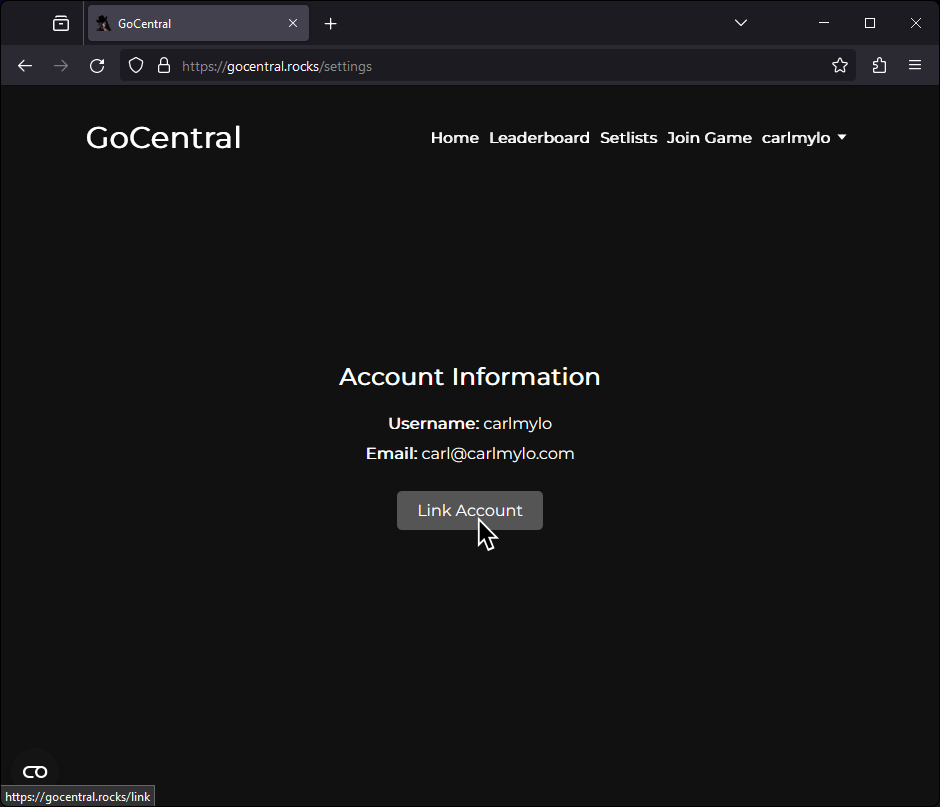 GoCentral
https://gocentral.rocks/settings
GoCentral
Home Leaderboard Setlists Join Game carlmylo
Account Information
Username: carlmylo
Email: carl@carlmylo.com
Link Account
https://gocentral.rocks/link